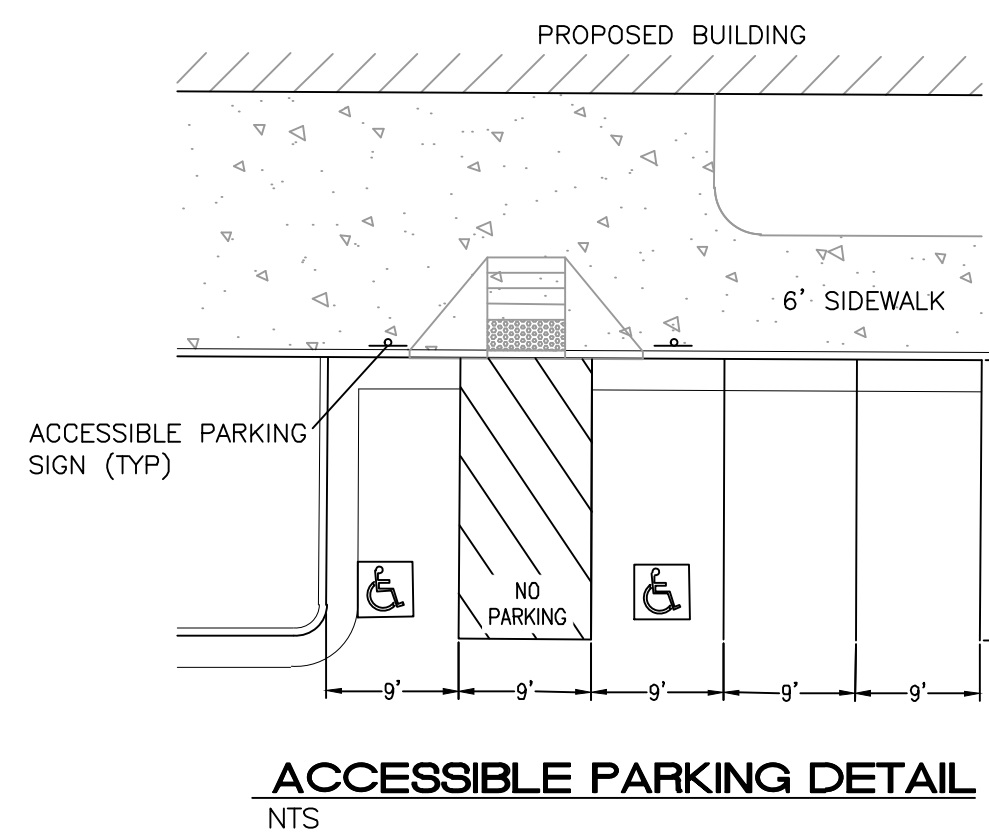 PROPOSED BUILDING
6' SIDEWALK
ACCESSIBLE PARKING
SIGN (TYP)
NO
PARKING
9' 9' 9' 9' 9'
ACCESSIBLE PARKING DETAIL
NTS